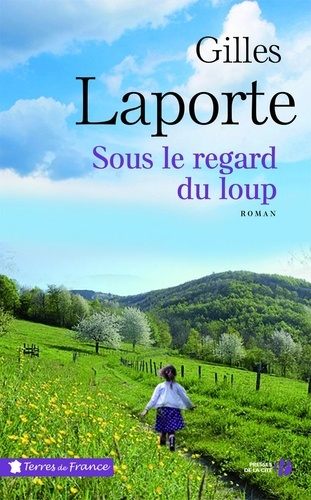 Gilles
Laporte
Sous le regard
du loup
ROMAN
Terres de France
PRESSES
DE LA CITÉ